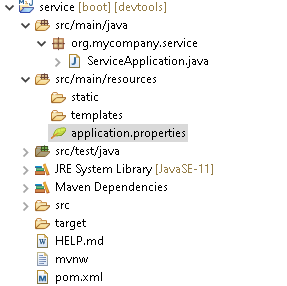 service [boot] [devtools]
src/main/java
org.mycompany.service
ServiceApplication.java
src/main/resources
static
templates
application.properties
src/test/java
JRE System Library [JavaSE-11]
Maven Dependencies
src
target
HELP.md
mvnw
pom.xml